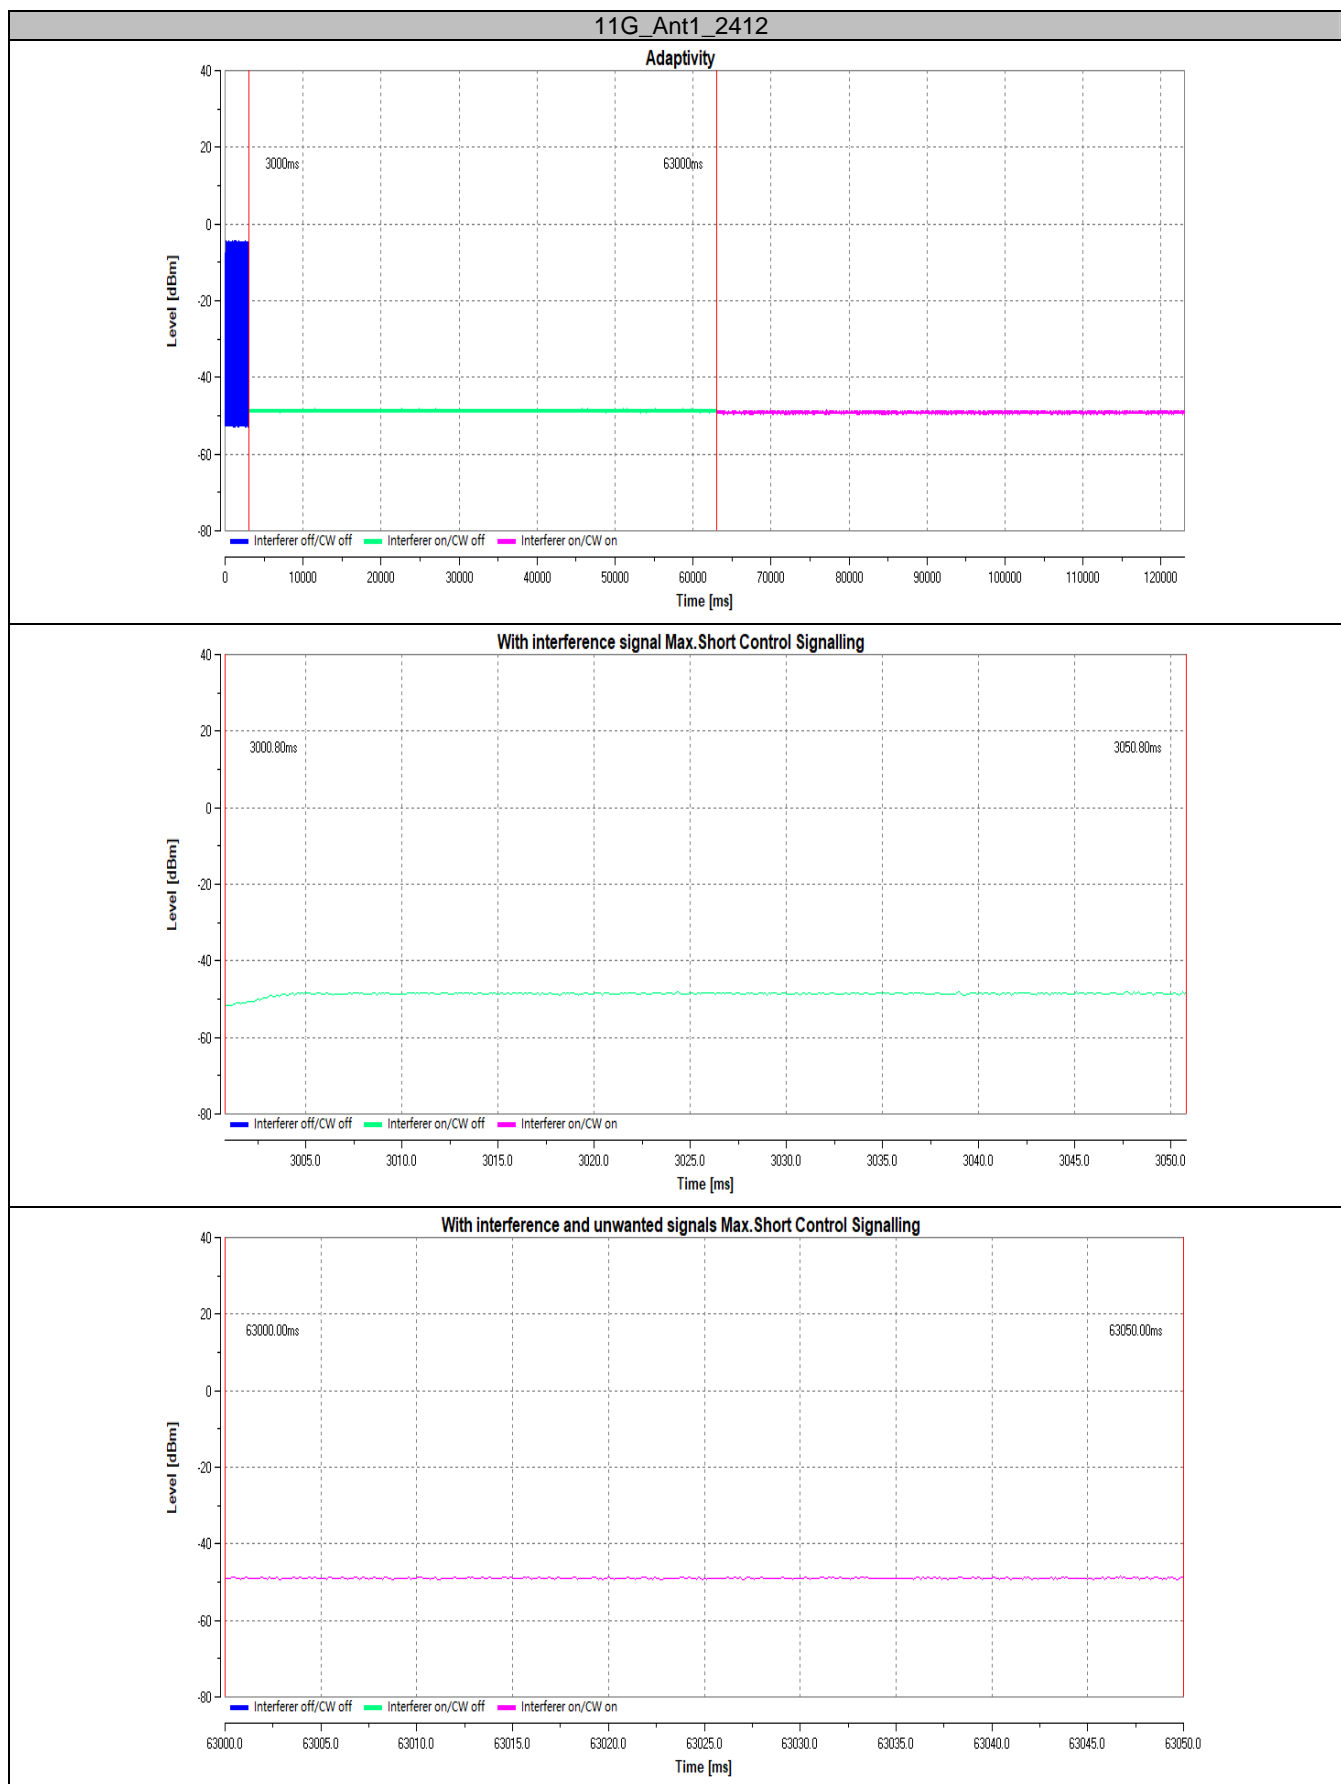 11G_Ant1_2412
Adaptivity
40
20
0
-20
-40
-60
-80
Level [dBm]
3000ms
63000ms
Interferer off/CW off Interferer on/CW off Interferer on/CW on
0 10000 20000 30000 40000 50000 60000 70000 80000 90000 100000 110000 120000
Time [ms]
With interference signal Max.Short Control Signalling
40
20
0
-20
-40
-60
-80
Level [dBm]
3000.80ms
3050.80ms
Interferer off/CW off Interferer on/CW off Interferer on/CW on
3005.0 3010.0 3015.0 3020.0 3025.0 3030.0 3035.0 3040.0 3045.0 3050.0
Time [ms]
With interference and unwanted signals Max.Short Control Signalling
40
20
0
-20
-40
-60
-80
Level [dBm]
63000.00ms
63050.00ms
Interferer off/CW off Interferer on/CW off Interferer on/CW on
63000.0 63005.0 63010.0 63015.0 63020.0 63025.0 63030.0 63035.0 63040.0 63045.0 63050.0
Time [ms]